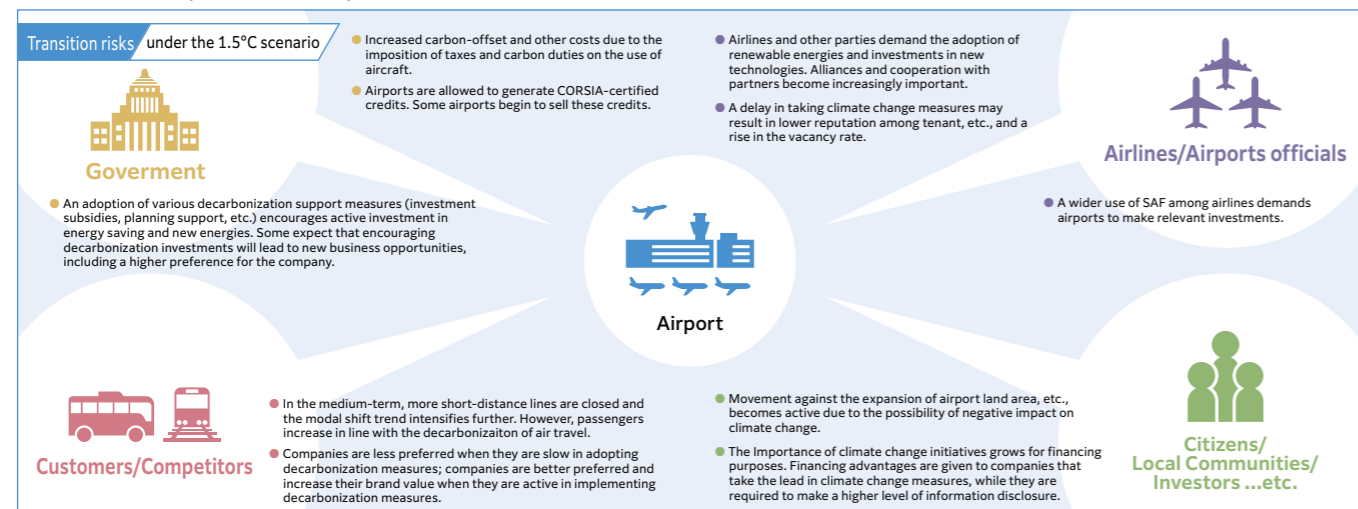 Transition risks under the 1.5°C scenario
Goverment
● Increased carbon-offset and other costs due to the
imposition of taxes and carbon duties on the use of
aircraft.
● Airports are allowed to generate CORSIA-certified
credits. Some airports begin to sell these credits.
● An adoption of various decarbonization support measures (investment
subsidies, planning support, etc.) encourages active investment in
energy saving and new energies. Some expect that encouraging
decarbonization investments will lead to new business opportunities,
including a higher preference for the company.
● Airlines and other parties demand the adoption of
renewable energies and investments in new
technologies. Alliances and cooperation with
partners become increasingly important.
● A delay in taking climate change measures may
result in lower reputation among tenant, etc., and a
rise in the vacancy rate.
Airlines/Airports officials
● A wider use of SAF among airlines demands
airports to make relevant investments.
Airport
Customers/Competitors
● In the medium-term, more short-distance lines are closed and
the modal shift trend intensifies further. However, passengers
increase in line with the decarbonizaiton of air travel.
● Companies are less preferred when they are slow in adopting
decarbonization measures; companies are better preferred and
increase their brand value when they are active in implementing
decarbonization measures.
● Movement against the expansion of airport land area, etc.,
becomes active due to the possibility of negative impact on
climate change.
● The Importance of climate change initiatives grows for financing
purposes. Financing advantages are given to companies that
take the lead in climate change measures, while they are
required to make a higher level of information disclosure.
Citizens/
Local Communities/
Investors ...etc.